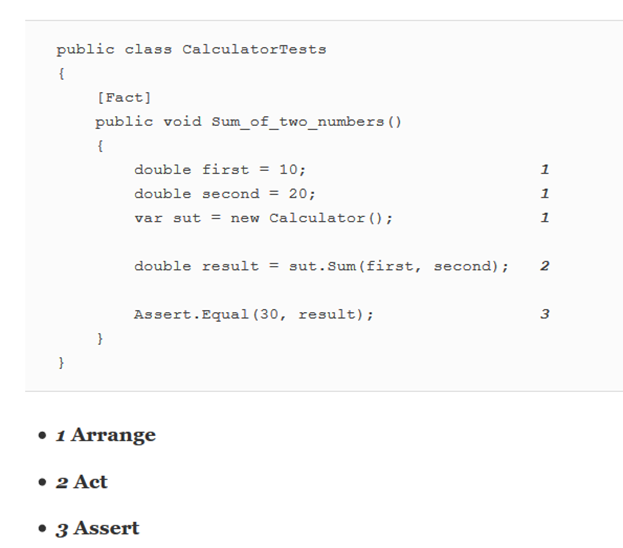 public class CalculatorTests
{
[Fact]
public void Sum_of_two_numbers()
{
double first = 10; 1
double second = 20; 1
var sut = new Calculator(); 1
double result = sut.Sum(first, second); 2
Assert.Equal(30, result); 3
}
}
• 1 Arrange
• 2 Act
• 3 Assert